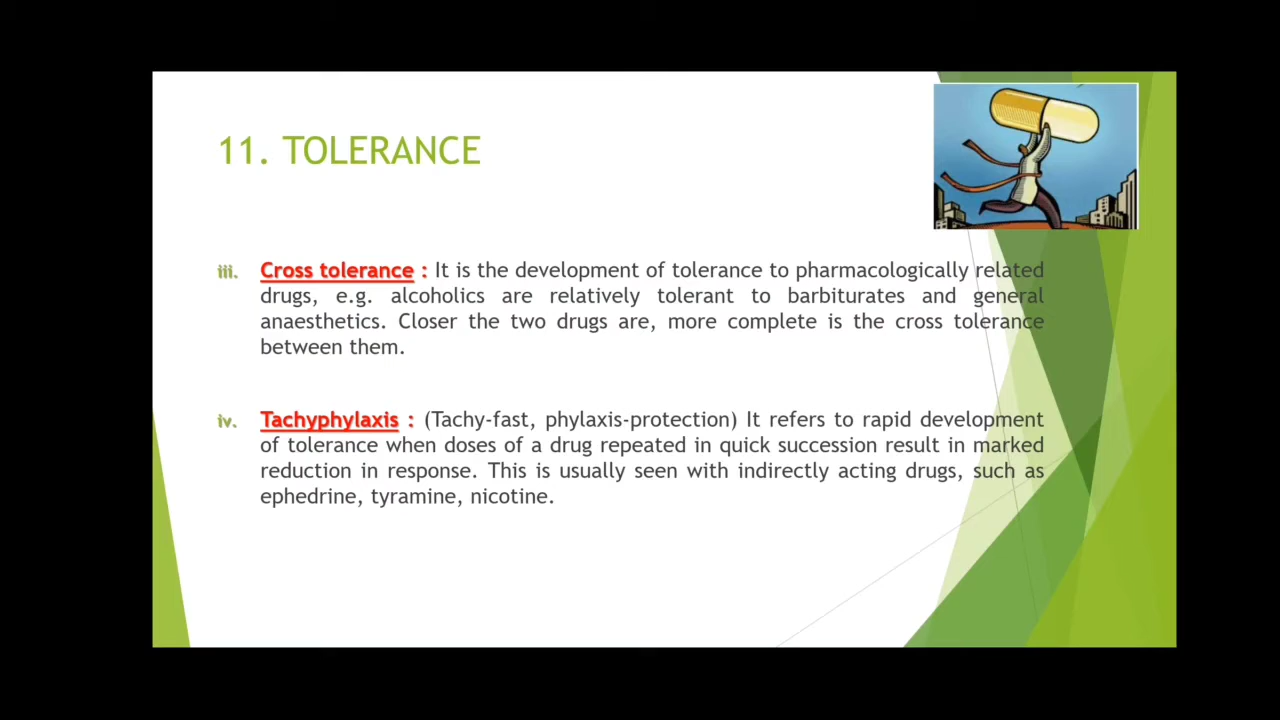 11. TOLERANCE
iii. Cross tolerance : It is the development of tolerance to pharmacologically related
drugs, e.g. alcoholics are relatively tolerant to barbiturates and general
anaesthetics. Closer the two drugs are, more complete is the cross tolerance
between them.
iv. Tachyphylaxis : (Tachy-fast, phylaxis-protection) It refers to rapid development
of tolerance when doses of a drug repeated in quick succession result in marked
reduction in response. This is usually seen with indirectly acting drugs, such as
ephedrine, tyramine, nicotine.